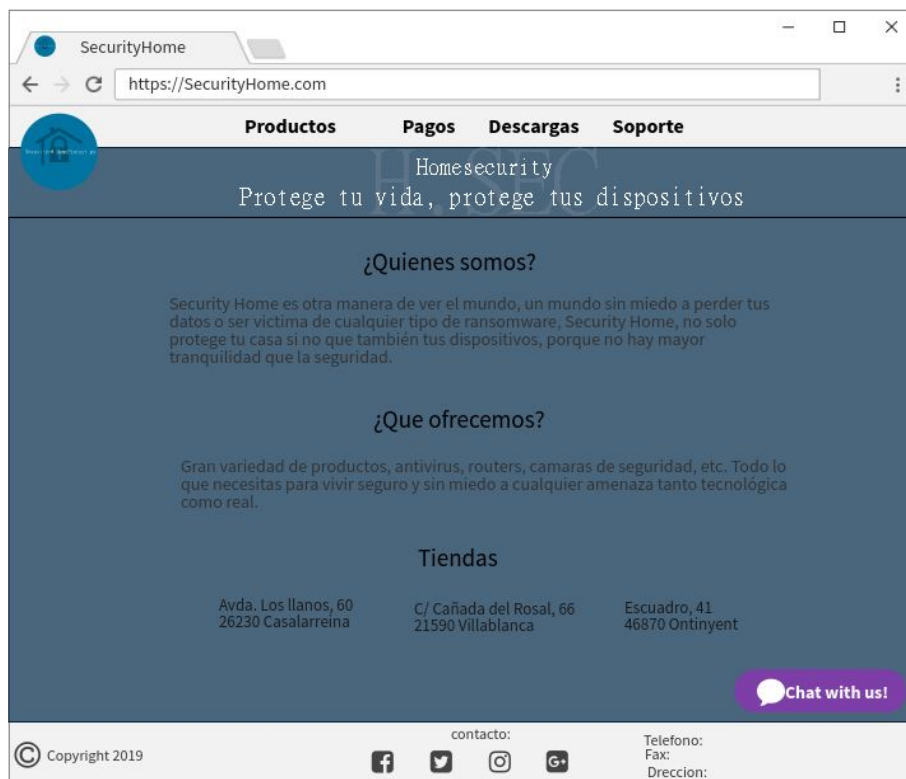 SecurityHome
https://SecurityHome.com
Productos Pagos Descargas Soporte
H.SEC
Homesecurity
Protege tu vida, protege tus dispositivos
¿Quienes somos?
Security Home es otra manera de ver el mundo, un mundo sin miedo a perder tus
datos o ser victima de cualquier tipo de ransomware, Security Home, no solo
protege tu casa si no que también tus dispositivos, porque no hay mayor
tranquilidad que la seguridad.
¿Que ofrecemos?
Gran variedad de productos, antivirus, routers, camaras de seguridad, etc. Todo lo
que necesitas para vivir seguro y sin miedo a cualquier amenaza tanto tecnológica
como real.
Tiendas
Avda. Los llanos, 60
26230 Casalarreina
C/ Cañada del Rosal, 66
21590 Villablanca
Escuadro, 41
46870 Ontinyent
Chat with us!
© Copyright 2019
contacto:
G+
Telefono:
Fax:
Dreccion: